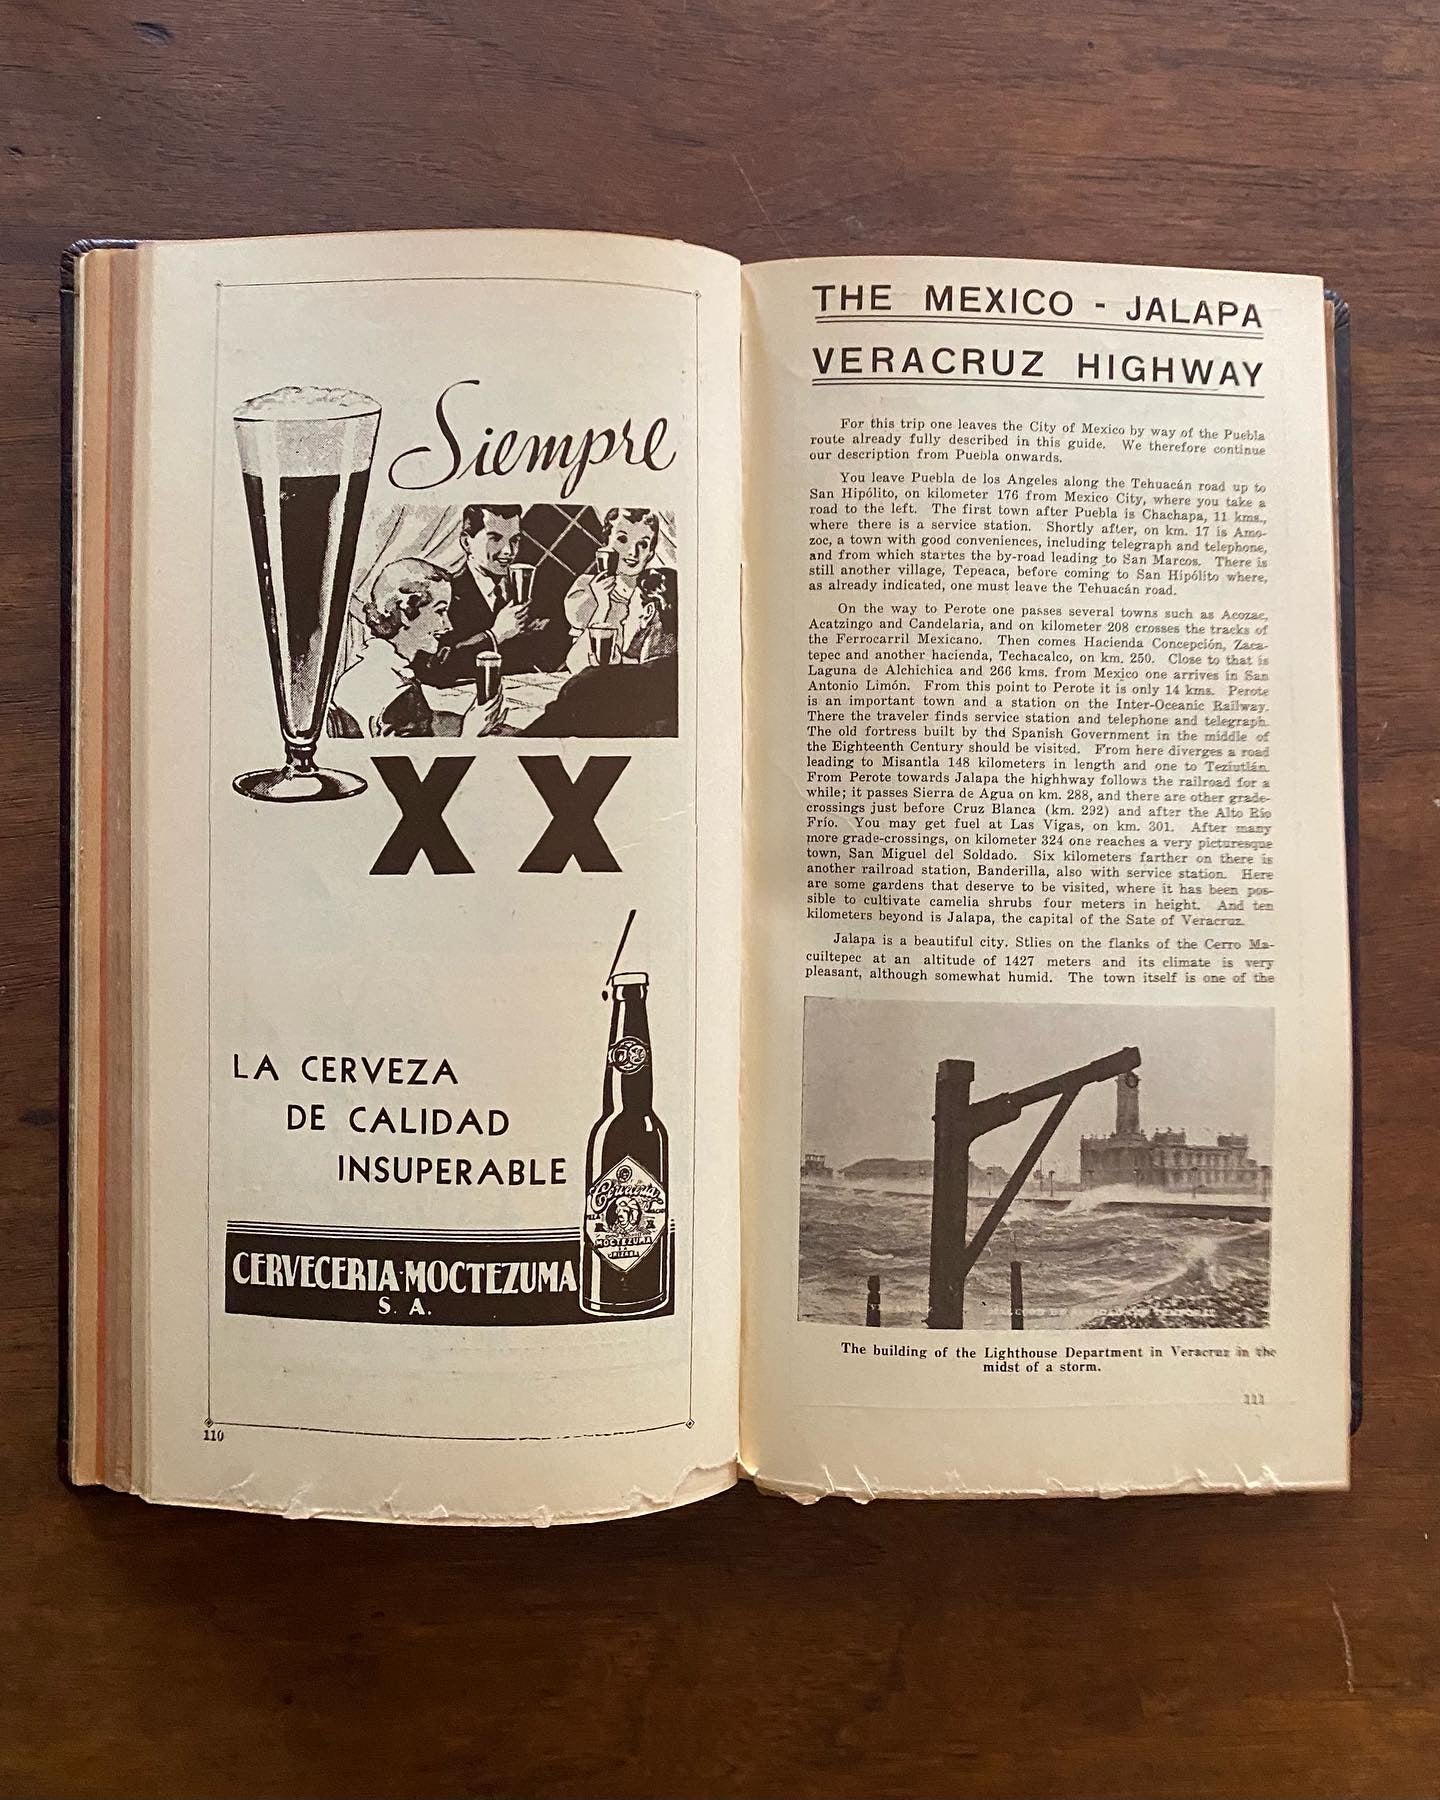 Siempre
XX
LA CERVEZA
DE CALIDAD
INSUPERABLE
CERVECERIA MOCTEZUMA
S. A.
Cerveceria
MOCTEZUMA
S A
ORIZABA
110
THE MEXICO - JALAPA
VERACRUZ HIGHWAY
For this trip one leaves the City of Mexico by way of the Puebla
route already fully described in this guide. We therefore continue
our description from Puebla onwards.
You leave Puebla de los Angeles along the Tehuacán road up to
San Hipólito, on kilometer 176 from Mexico City, where you take a
road to the left. The first town after Puebla is Chachapa, 11 kms.,
where there is a service station. Shortly after, on km. 17 is Amo-
zoc, a town with good conveniences, including telegraph and telephone,
and from which startes the by-road leading to San Marcos. There is
still another village, Tepeaca, before coming to San Hipólito where,
as already indicated, one must leave the Tehuacán road.
On the way to Perote one passes several towns such as Acozac,
Acatzingo and Candelaria, and on kilometer 208 crosses the tracks of
the Ferrocarril Mexicano. Then comes Hacienda Concepción, Zaca-
tepec and another hacienda, Techacalco, on km. 250. Close to that is
Laguna de Alchichica and 266 kms. from Mexico one arrives in San
Antonio Limón. From this point to Perote it is only 14 kms. Perote
is an important town and a station on the Inter-Oceanic Railway.
There the traveler finds service station and telephone and telegraph.
The old fortress built by the Spanish Government in the middle of
the Eighteenth Century should be visited. From here diverges a road
leading to Misantla 148 kilometers in length and one to Teziutlán.
From Perote towards Jalapa the highhway follows the railroad for a
while; it passes Sierra de Agua on km. 288, and there are other grade-
crossings just before Cruz Blanca (km. 292) and after the Alto Río
Frío. You may get fuel at Las Vigas, on km. 301. After many
more grade-crossings, on kilometer 324 one reaches a very picturesque
town, San Miguel del Soldado. Six kilometers farther on there is
another railroad station, Banderilla, also with service station. Here
are some gardens that deserve to be visited, where it has been pos-
sible to cultivate camelia shrubs four meters in height. And ten
kilometers beyond is Jalapa, the capital of the Sate of Veracruz.
Jalapa is a beautiful city. Stlies on the flanks of the Cerro Ma-
cuiltepec at an altitude of 1427 meters and its climate is very
pleasant, although somewhat humid. The town itself is one of the
The building of the Lighthouse Department in Veracruz in the
midst of a storm.
111